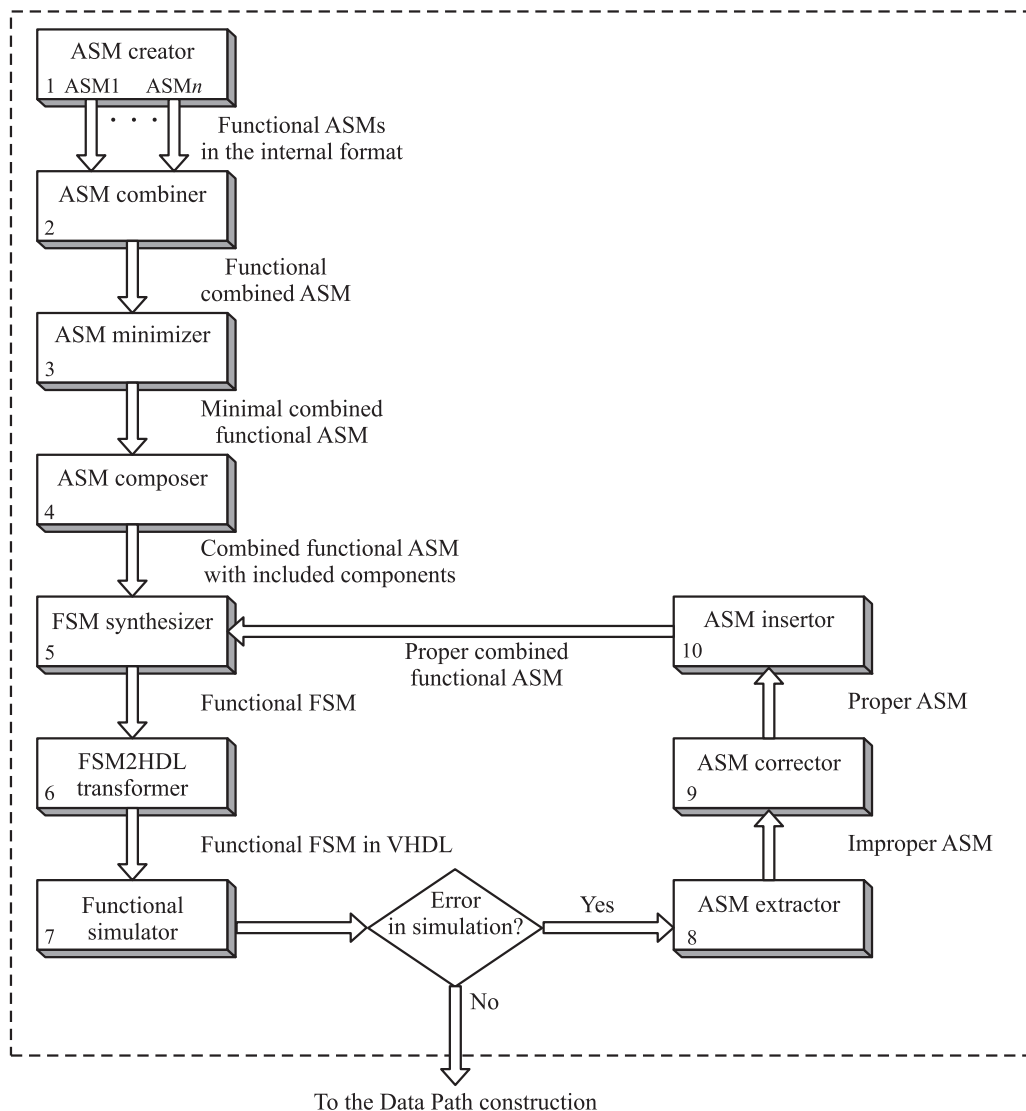 ASM creator
1 ASM1 ASMn
. . .
Functional ASMs
in the internal format
ASM combiner
2
Functional
combined ASM
ASM minimizer
3
Minimal combined
functional ASM
ASM composer
4
Combined functional ASM
with included components
FSM synthesizer
5
Proper combined
functional ASM
ASM insertor
10
Functional FSM
Proper ASM
FSM2HDL
transformer
6
ASM corrector
9
Functional FSM in VHDL
Improper ASM
Functional
simulator
7
Error
in simulation?
Yes
ASM extractor
8
No
To the Data Path construction